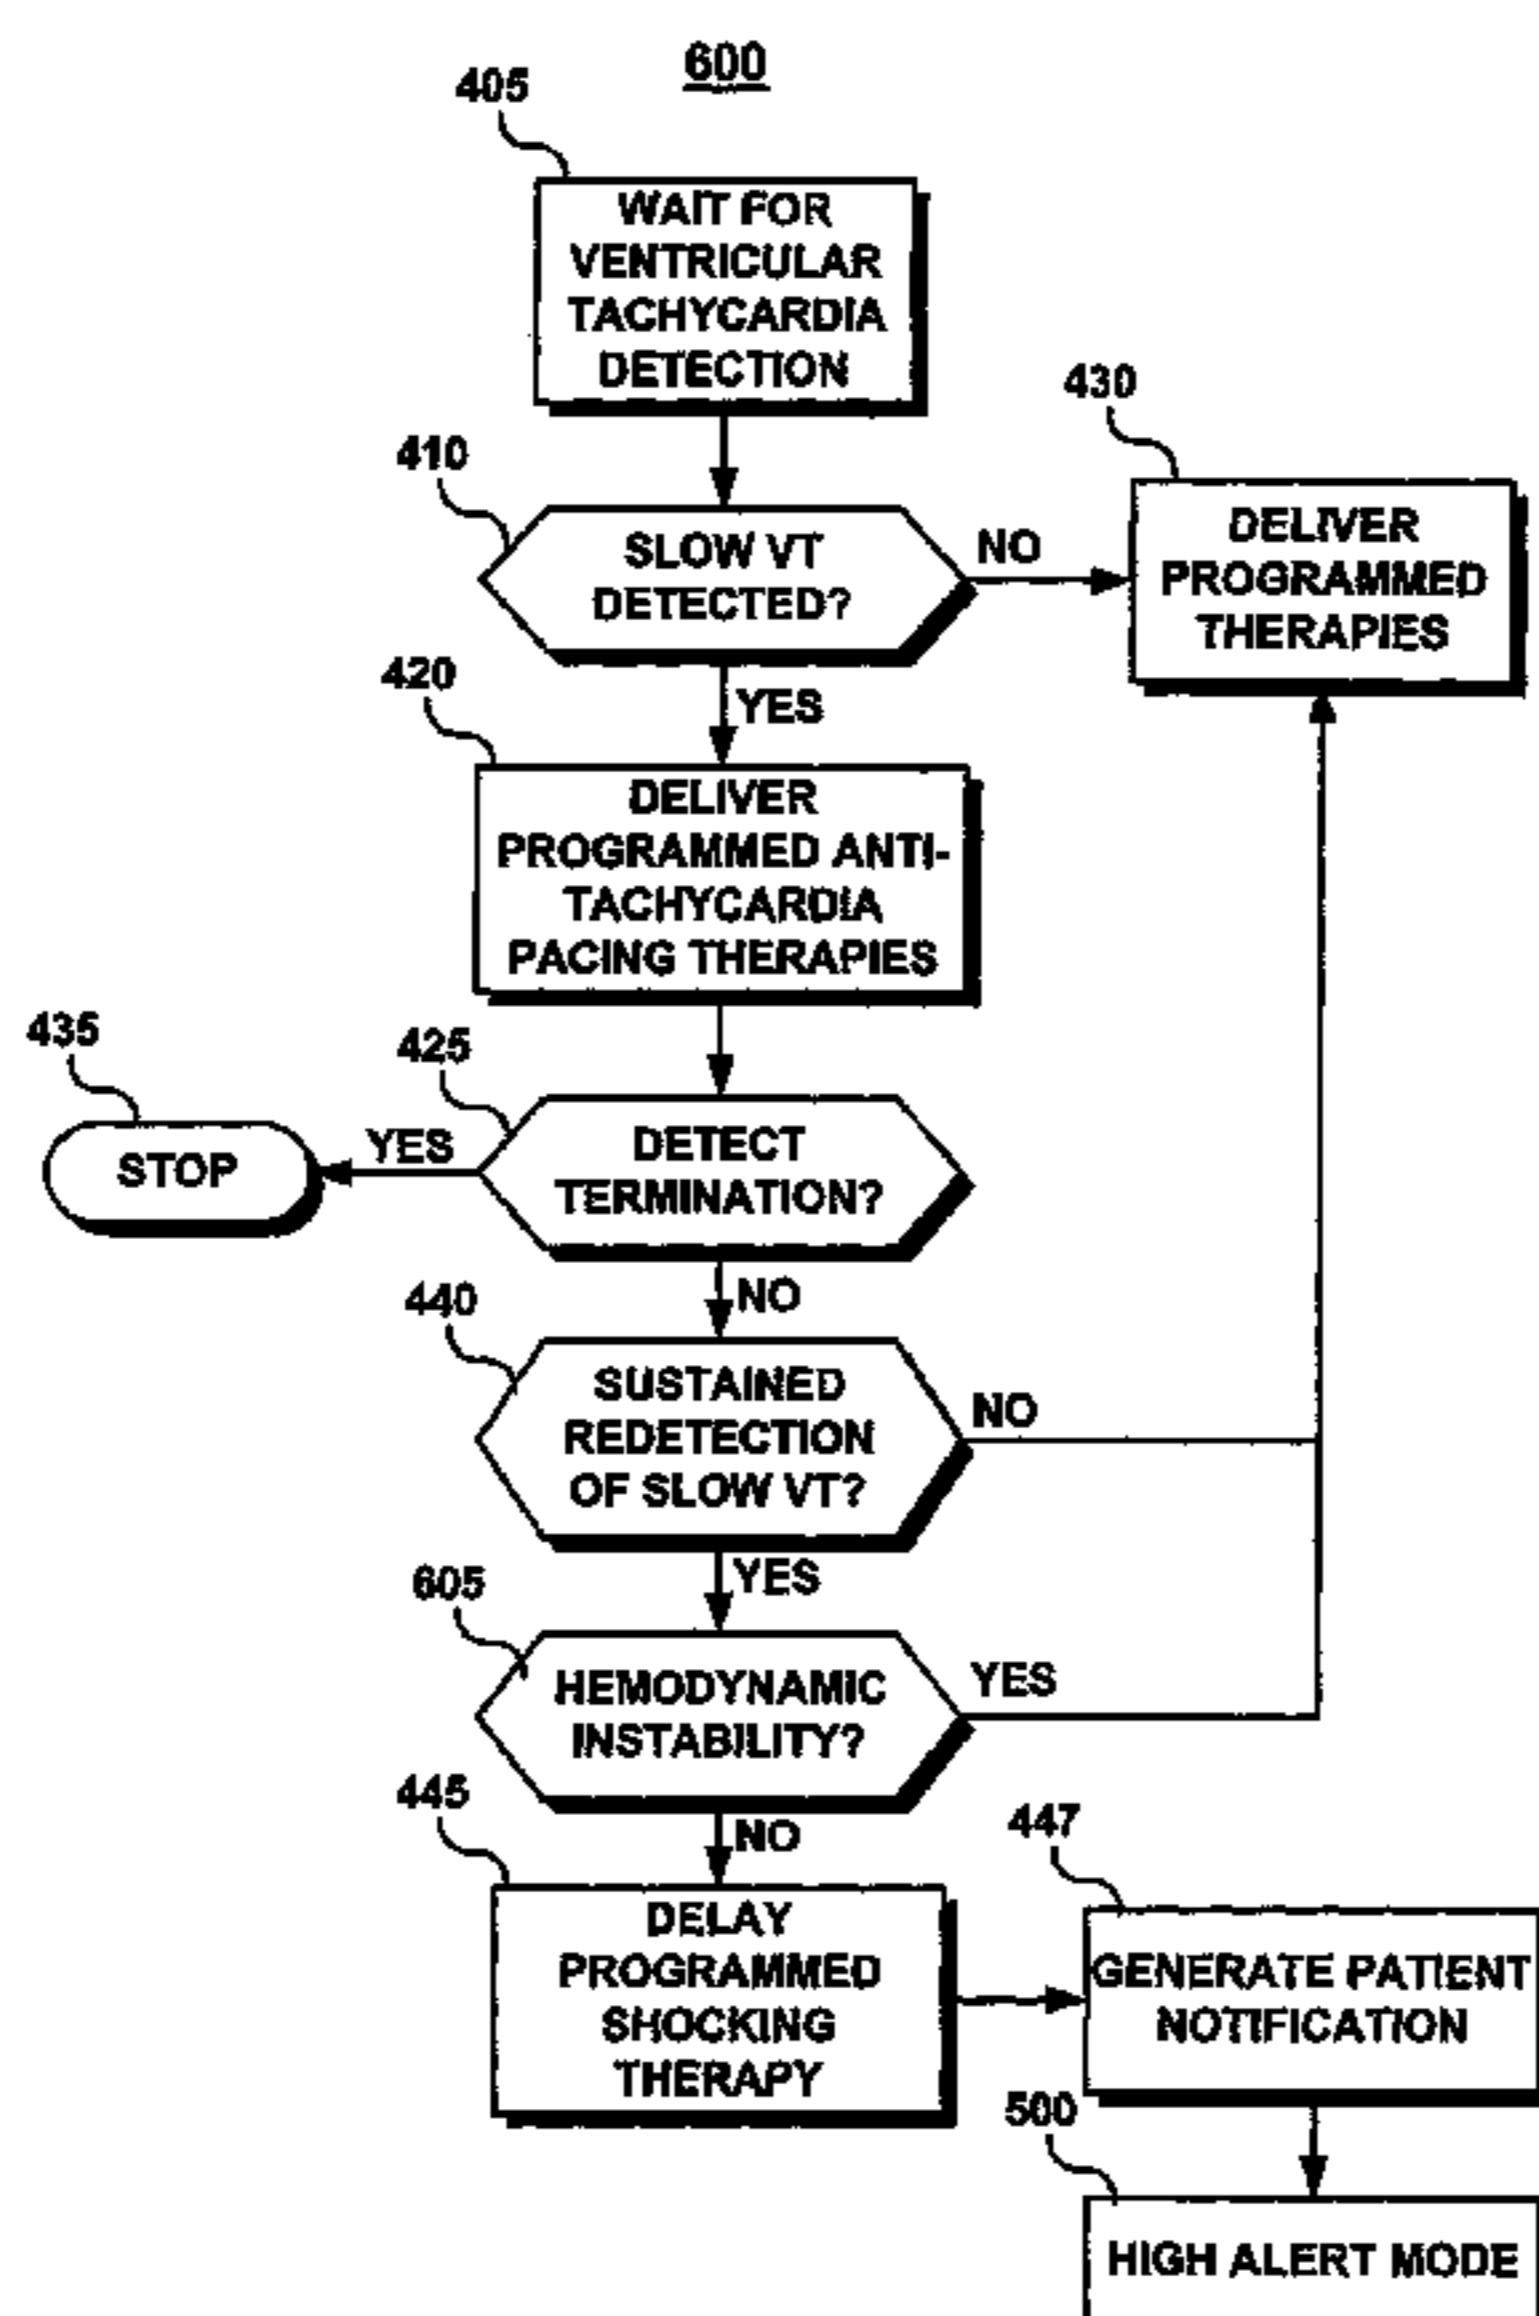 600
405
WAIT FOR
VENTRICULAR
TACHYCARDIA
DETECTION
410
SLOW VT
DETECTED?
NO
430
DELIVER
PROGRAMMED
THERAPIES
YES
420
DELIVER
PROGRAMMED ANTI-
TACHYCARDIA
PACING THERAPIES
435
STOP
YES
425
DETECT
TERMINATION?
NO
440
SUSTAINED
REDETECTION
OF SLOW VT?
NO
YES
605
HEMODYNAMIC
INSTABILITY?
YES
NO
445
DELAY
PROGRAMMED
SHOCKING
THERAPY
447
GENERATE PATIENT
NOTIFICATION
500
HIGH ALERT MODE